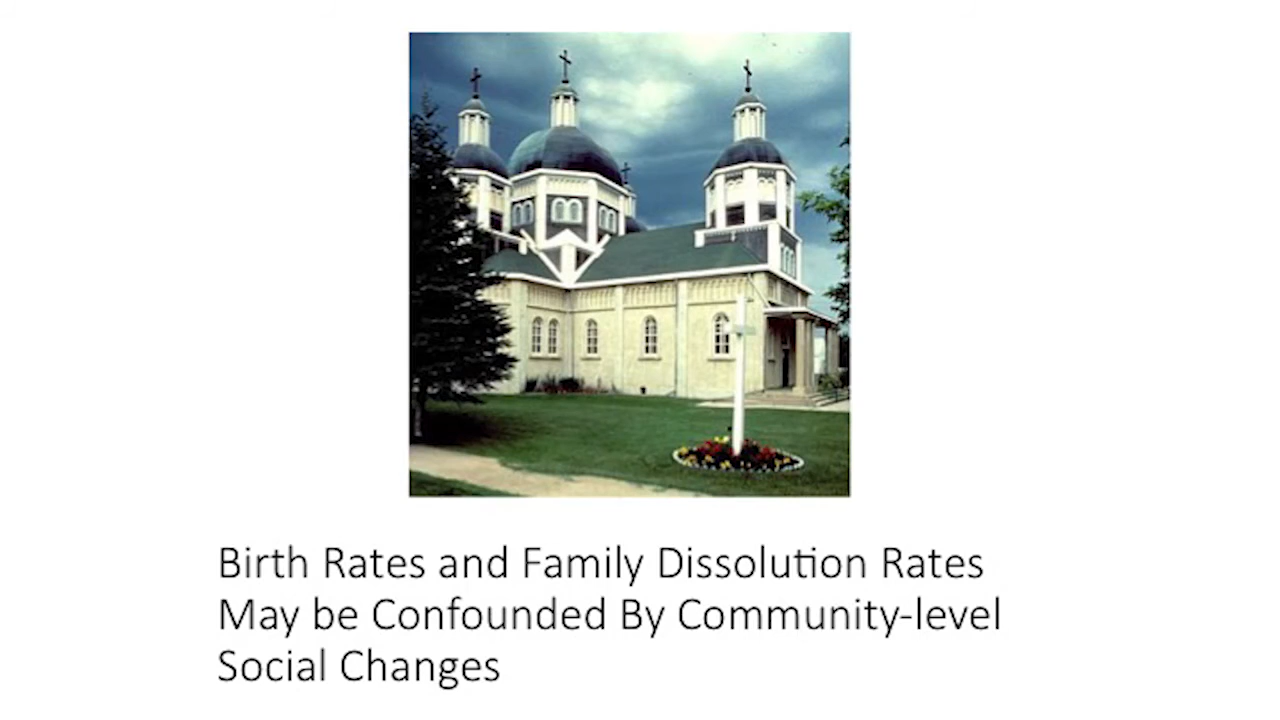 Birth Rates and Family Dissolution Rates
May be Confounded By Community-level
Social Changes